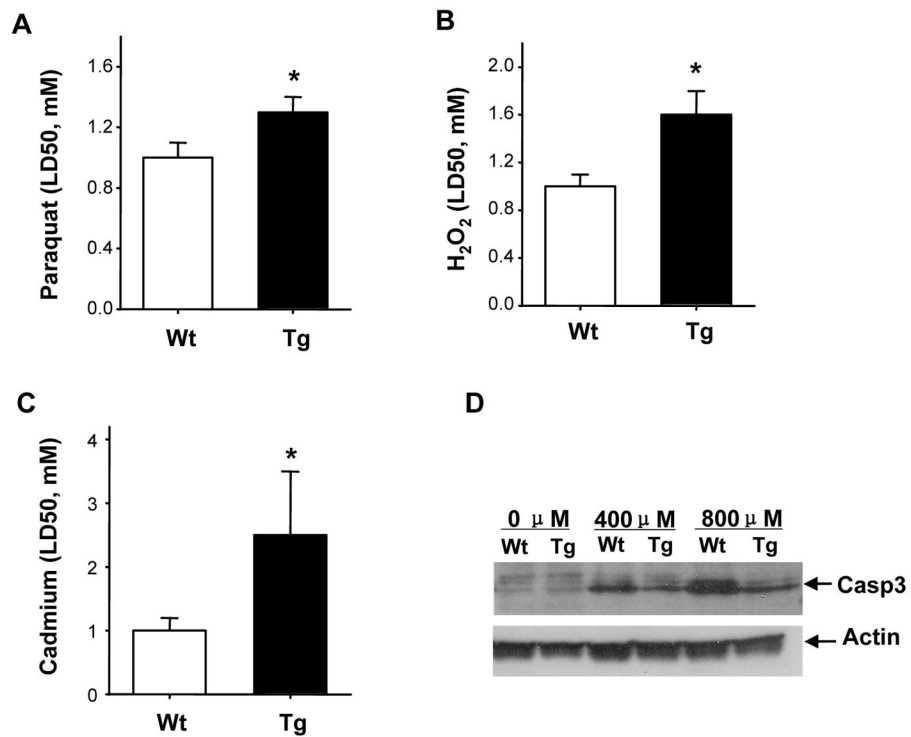 A
Paraquat (LD50, mM)
1.6
1.2
0.8
0.4
0.0
*
Wt Tg
B
H₂O₂ (LD50, mM)
2.0
1.6
1.2
0.8
0.4
0.0
*
Wt Tg
C
Cadmium (LD50, mM)
4
3
2
1
0
*
Wt Tg
D
0 μ M 400 μ M 800 μ M
Wt Tg Wt Tg Wt Tg
Casp3
Actin